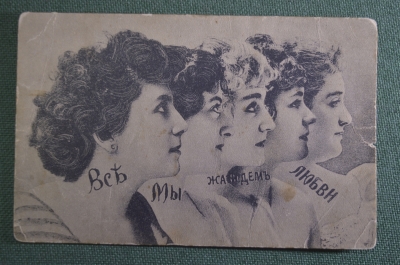 Всѣ
мы
жаждемъ
любви